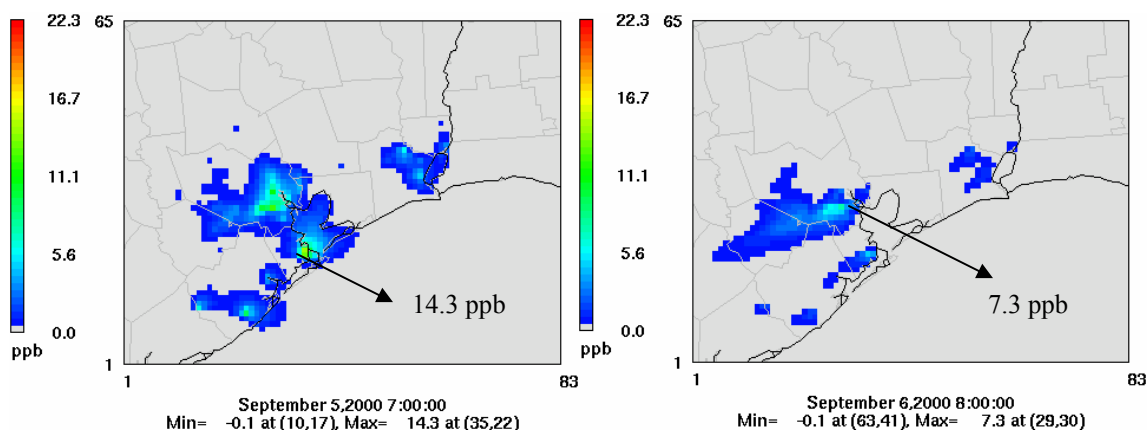 22.3
16.7
11.1
5.6
0.0
ppb
65
1
1
83
14.3 ppb
September 5,2000 7:00:00
Min= -0.1 at (10,17), Max= 14.3 at (35,22)
22.3
16.7
11.1
5.6
0.0
ppb
65
1
1
83
7.3 ppb
September 6,2000 8:00:00
Min= -0.1 at (63,41), Max= 7.3 at (29,30)